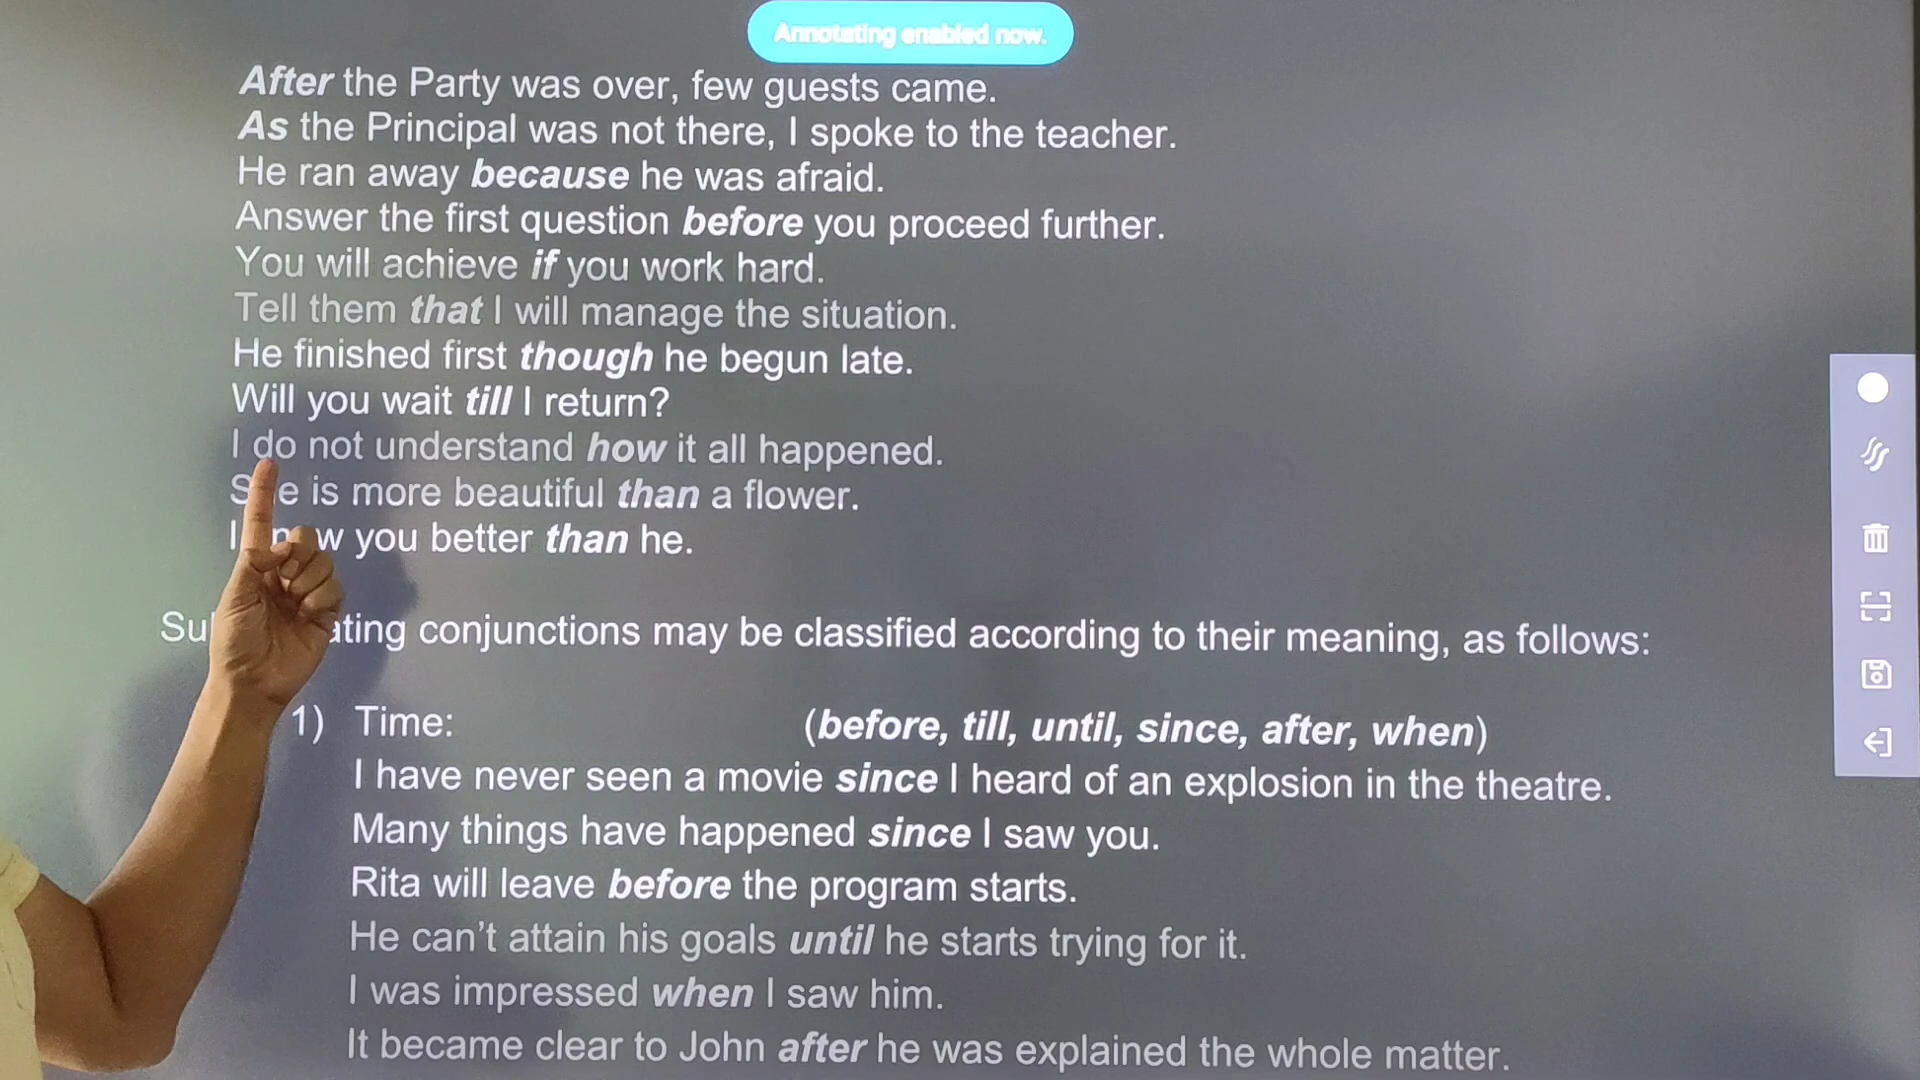 Annotating enabled now.
After the Party was over, few guests came.
As the Principal was not there, I spoke to the teacher.
He ran away because he was afraid.
Answer the first question before you proceed further.
You will achieve if you work hard.
Tell them that I will manage the situation.
He finished first though he begun late.
Will you wait till I return?
I do not understand how it all happened.
is more beautiful than a flower.
I you better than he.
conjunctions may be classified according to their meaning, as follows:
1) Time: (before, till, until, since, after, when)
I have never seen a movie since I heard of an explosion in the theatre.
Many things have happened since I saw you.
Rita will leave before the program starts.
He can't attain his goals until he starts trying for it.
I was impressed when I saw him.
It became clear to John after he was explained the whole matter.